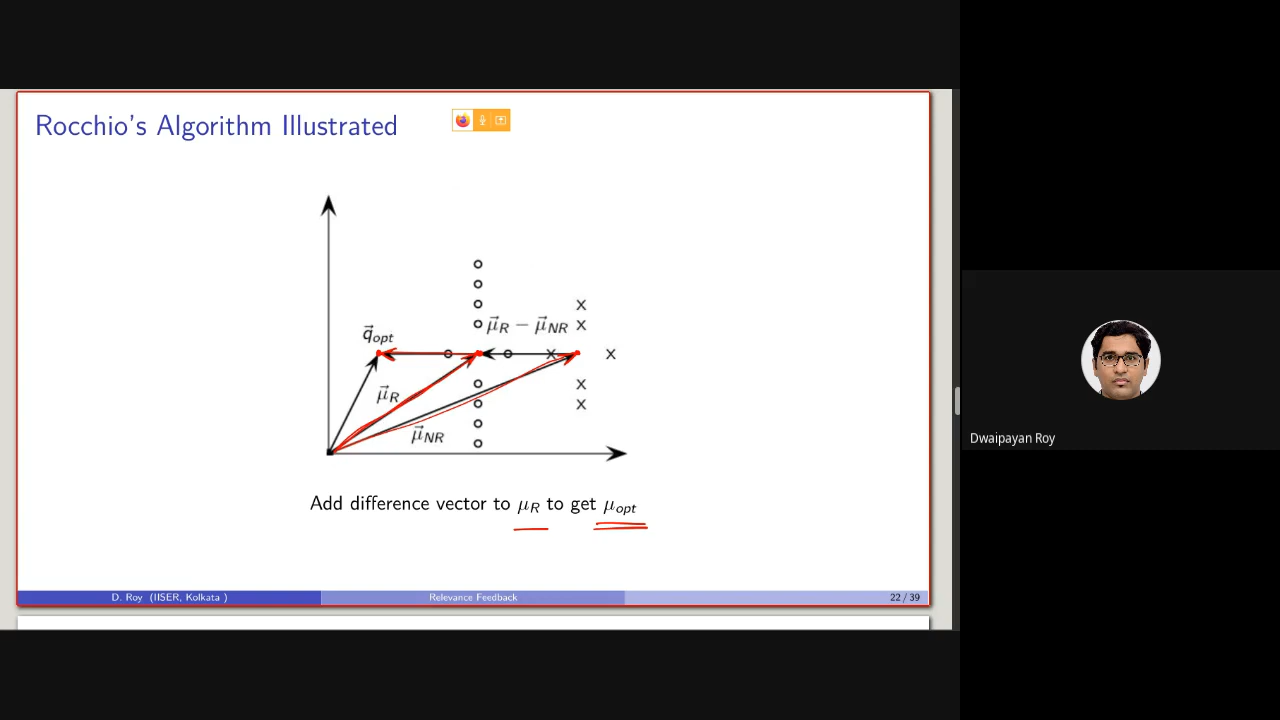 Rocchio's Algorithm Illustrated
x
μ⃗R − μ⃗NR x
q⃗opt
x x
μ⃗R
x
x
μ⃗NR
Add difference vector to μR to get μopt
D. Roy (IISER, Kolkata ) Relevance Feedback 22 / 39
Dwaipayan Roy